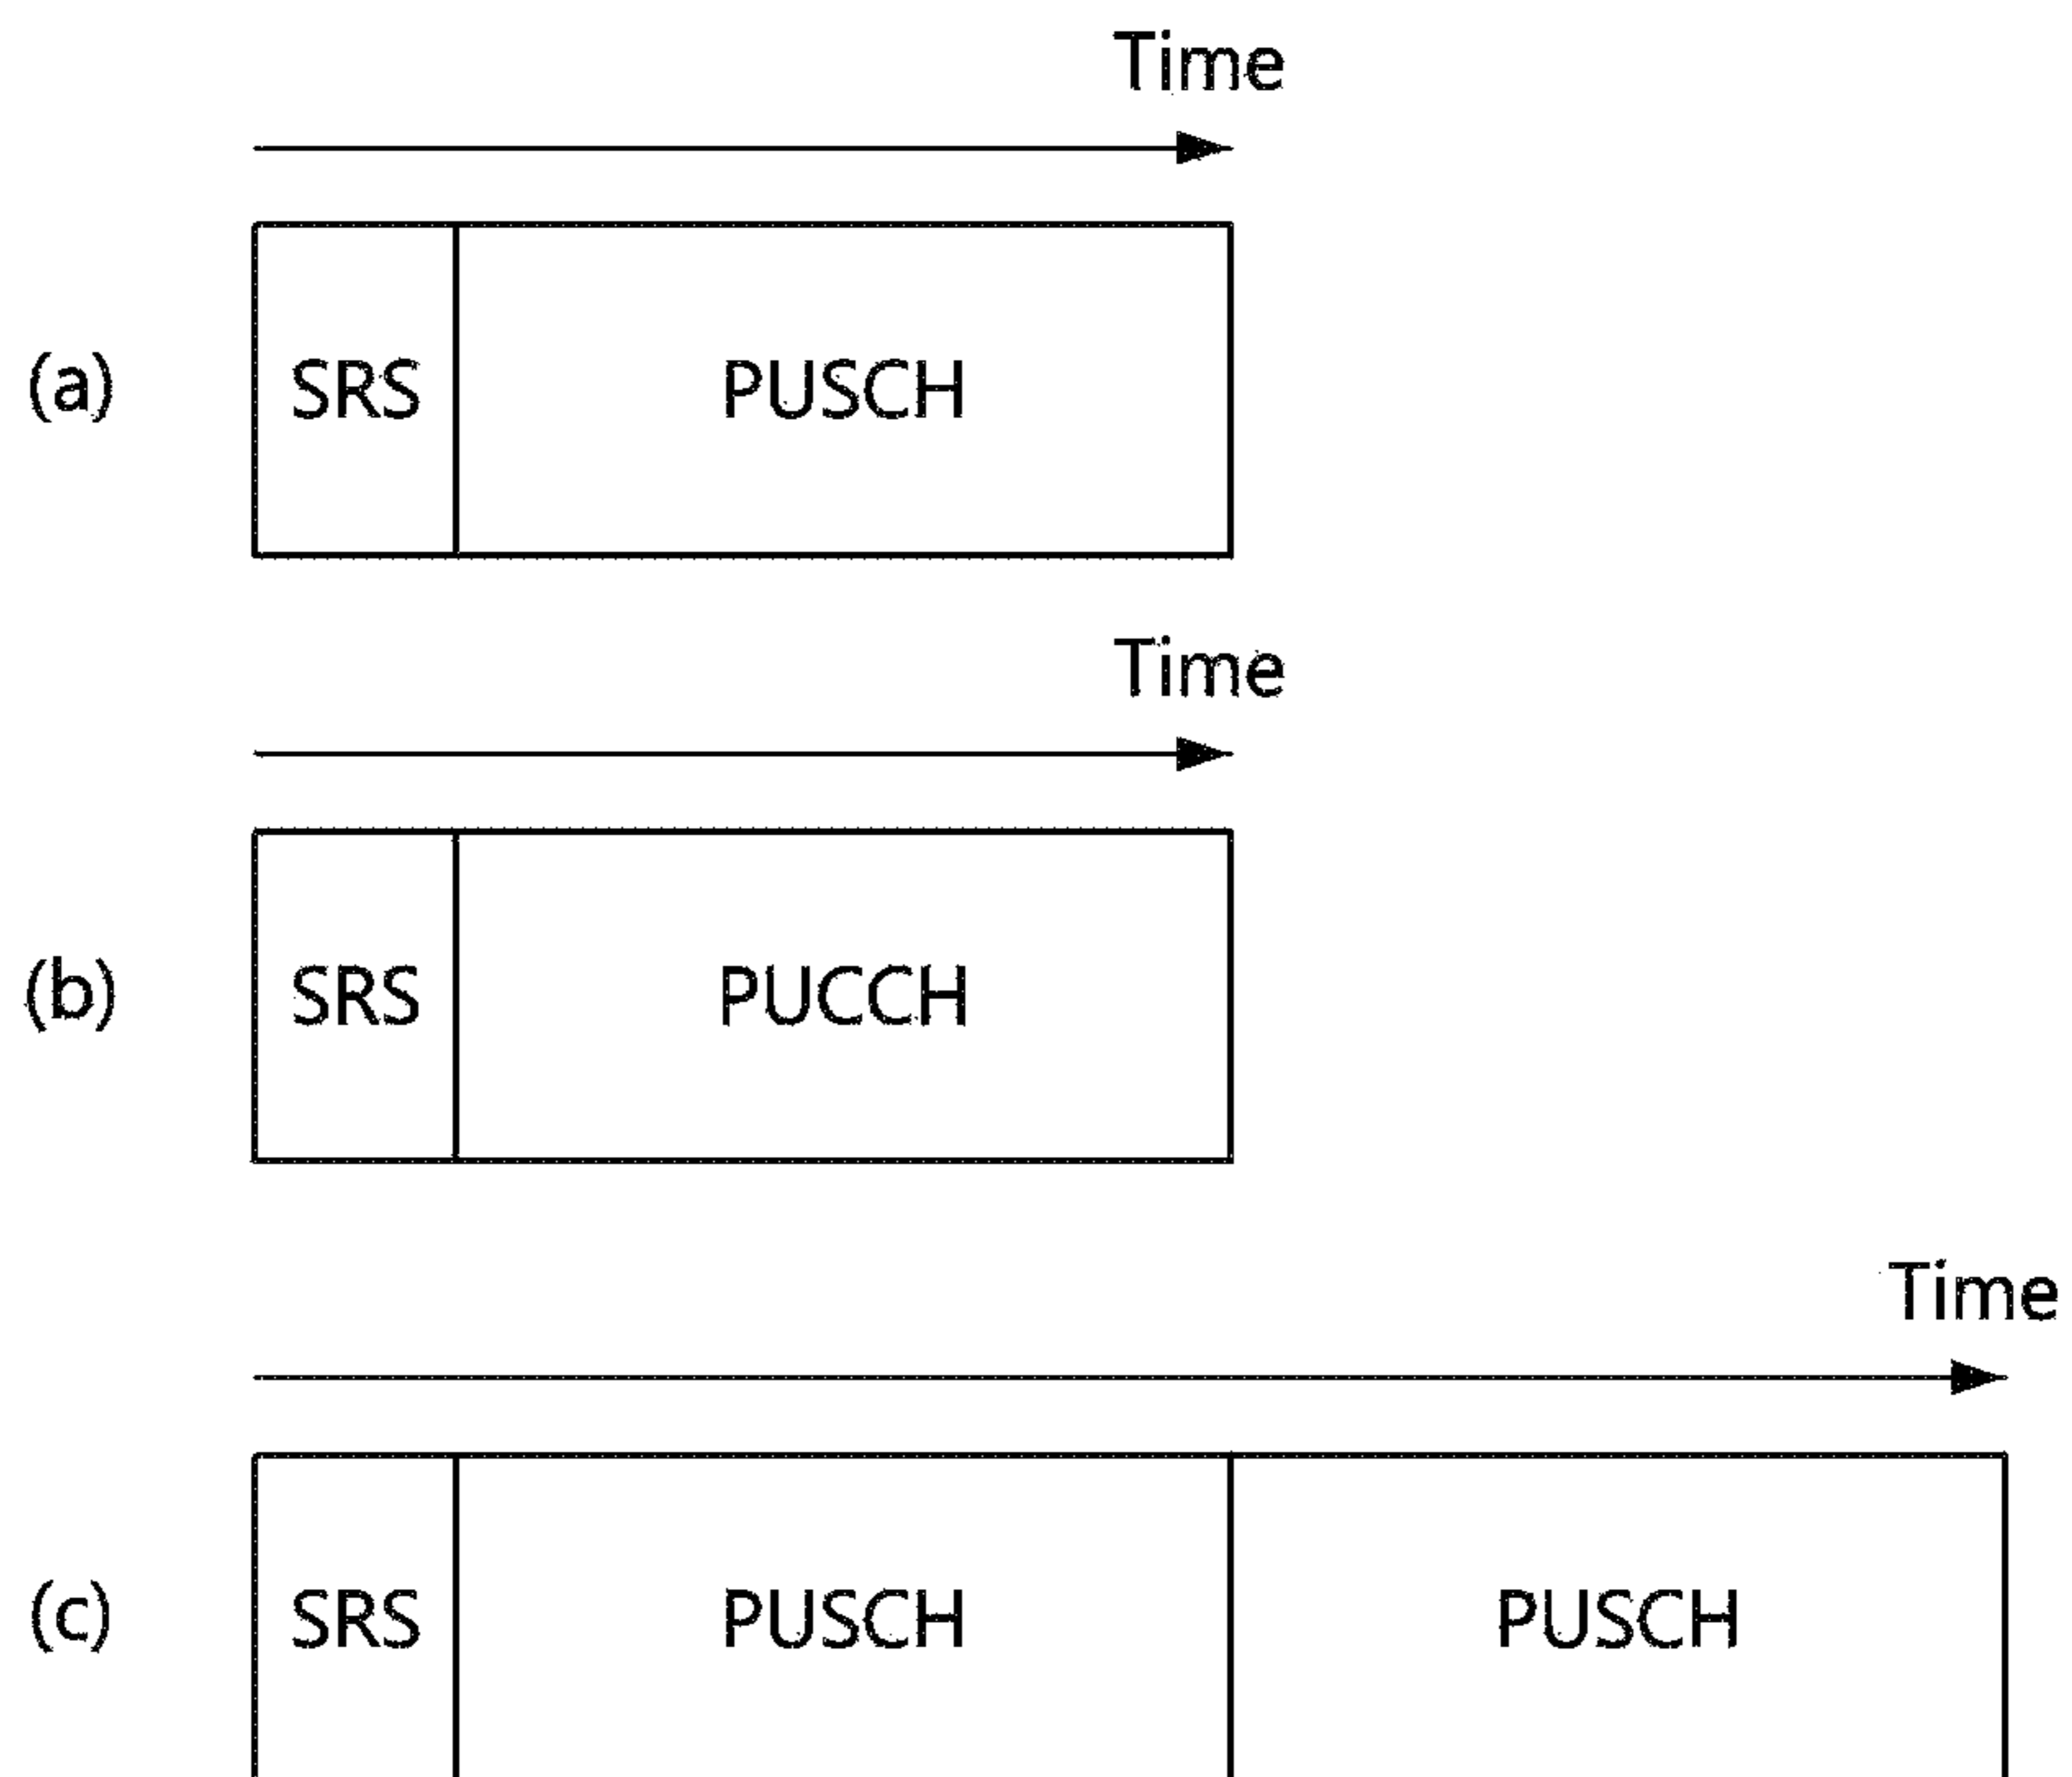 Time
(a) SRS PUSCH
Time
(b) SRS PUCCH
Time
(c) SRS PUSCH PUSCH